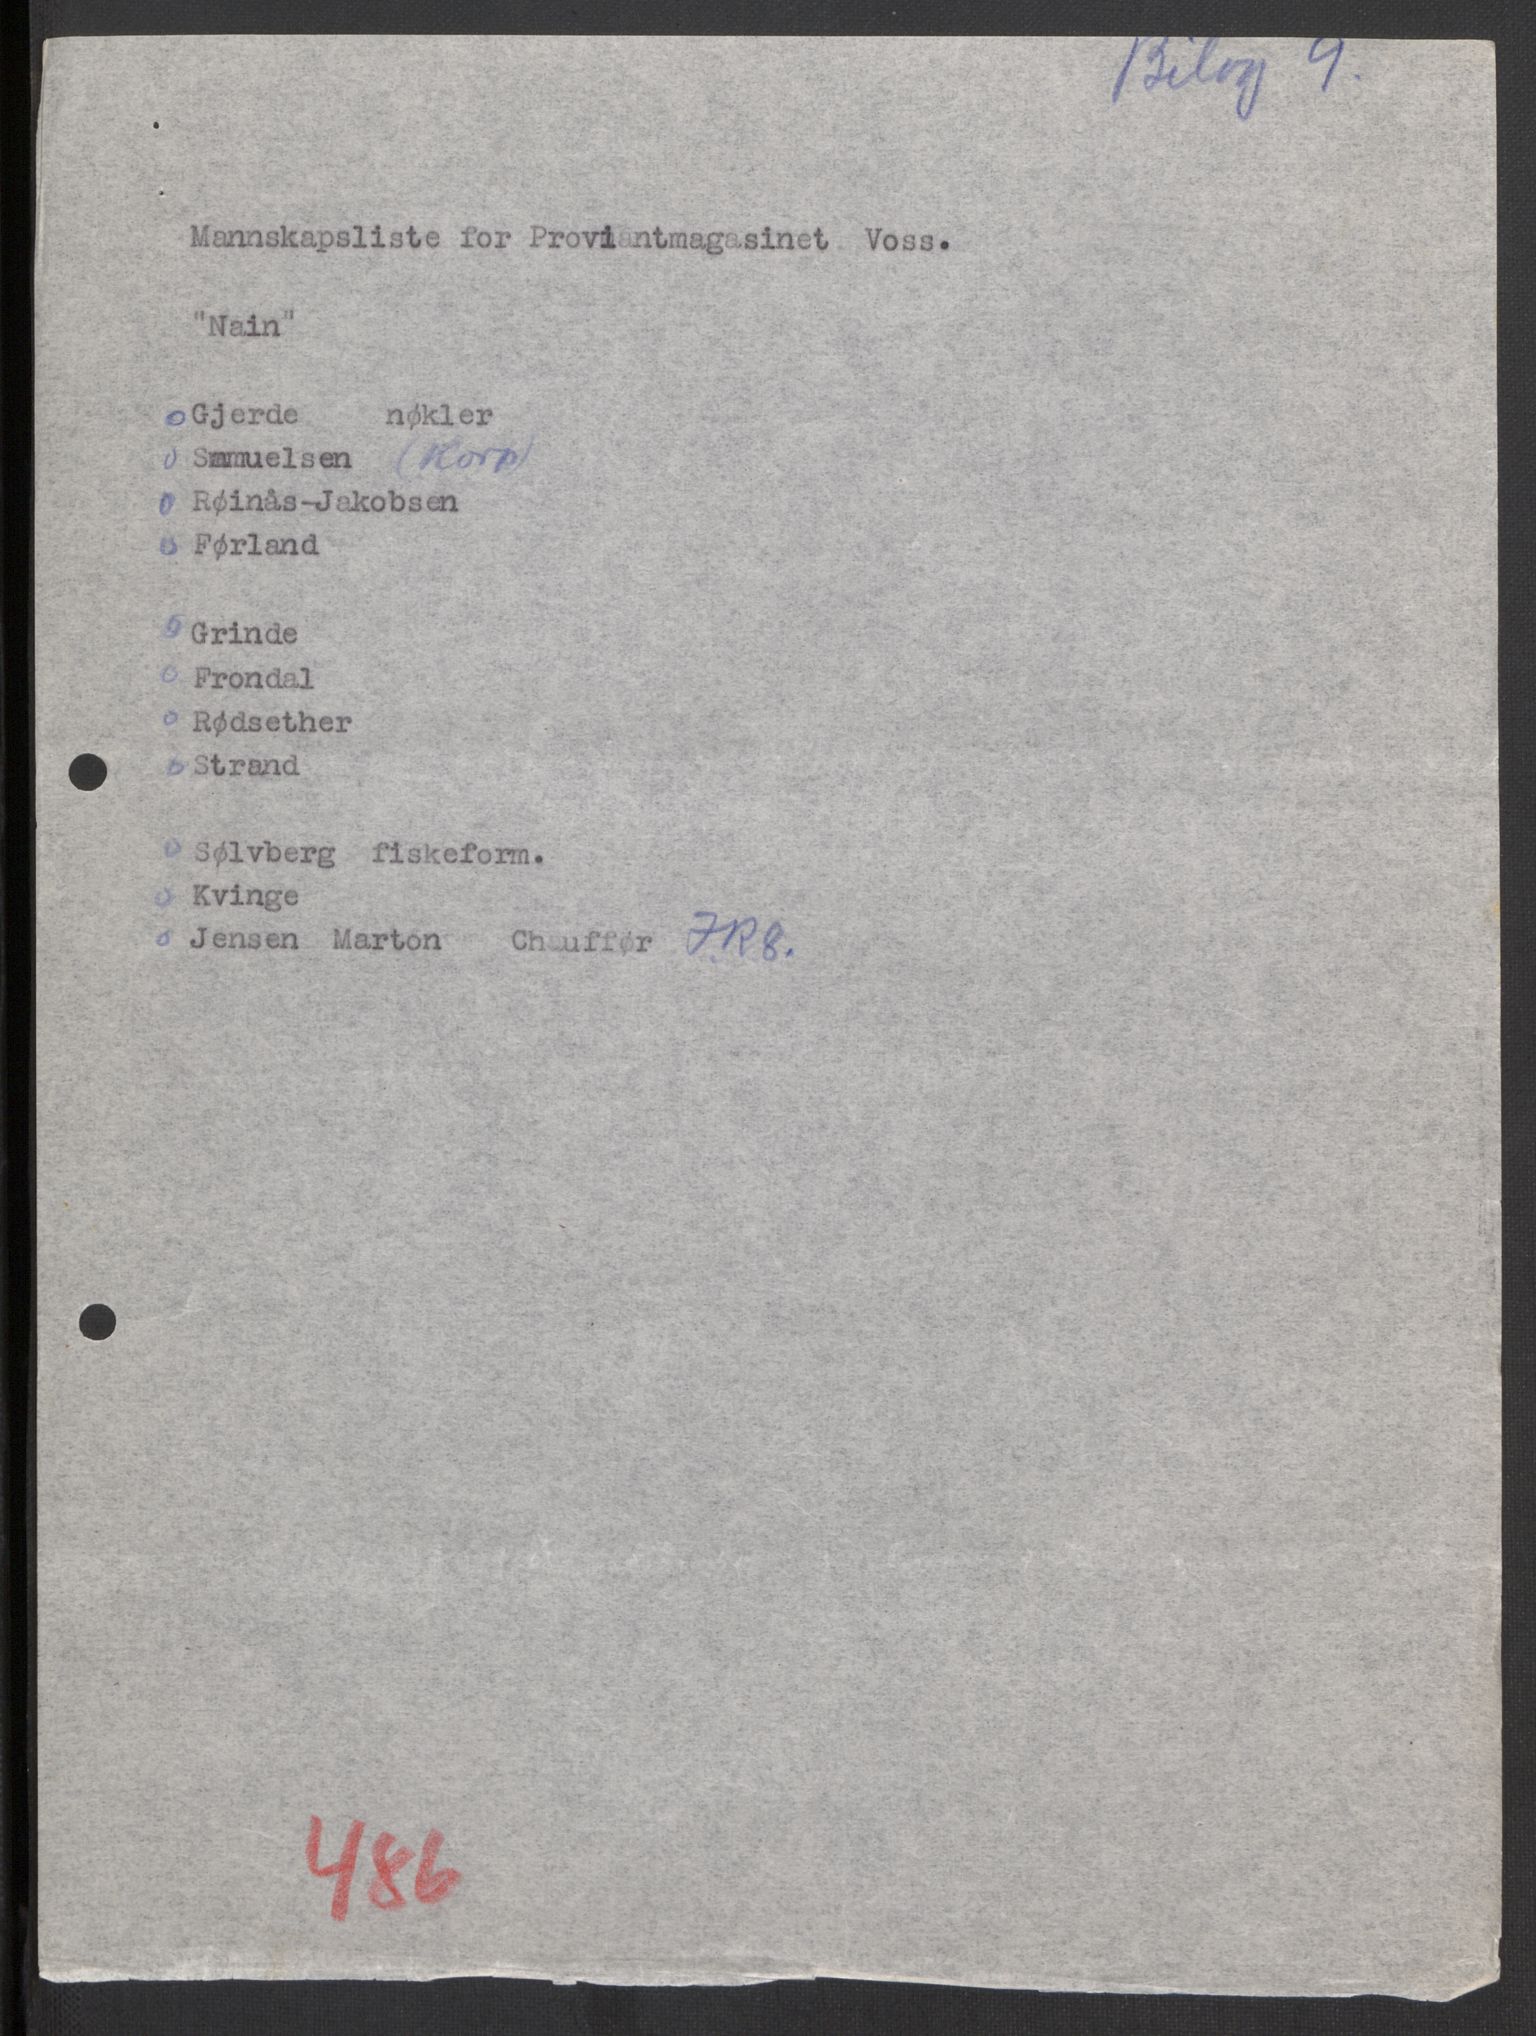 Bilag 9.
Mannskapsliste for Proviantmagasinet Voss.
"Nain"
o Gjerde nøkler
o Sammuelsen (Korp)
o Røinås-Jakobsen
o Førland
o Grinde
o Frondal
o Rødsether
o Strand
o Sølvberg fiskeform.
o Kvinge
o Jensen Marton Chauffør J.R 8.
486